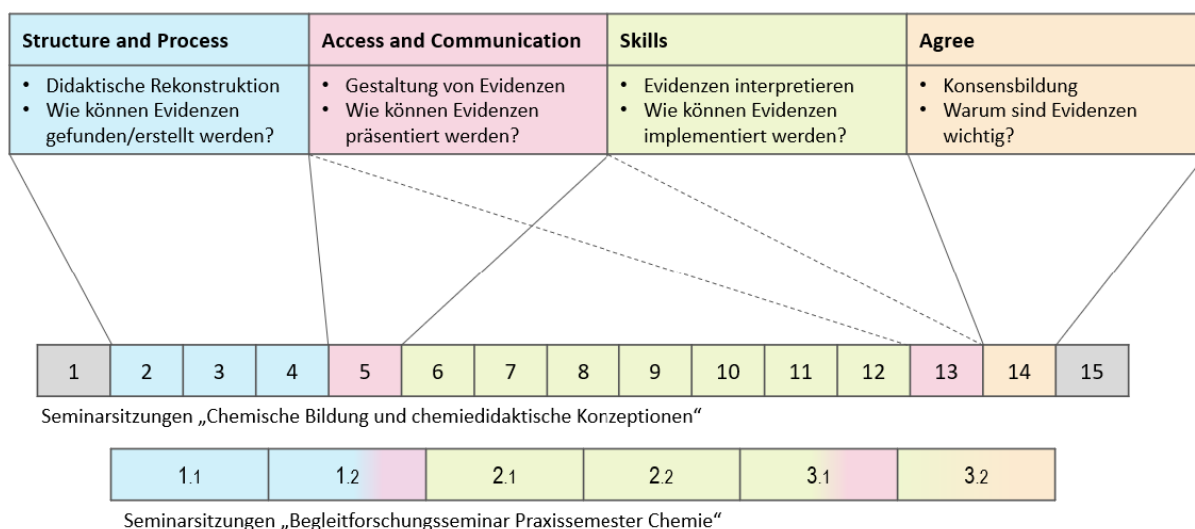 Structure and Process
Access and Communication
Skills
Agree
• Didaktische Rekonstruktion
• Wie können Evidenzen
gefunden/erstellt werden?
• Gestaltung von Evidenzen
• Wie können Evidenzen
präsentiert werden?
• Evidenzen interpretieren
• Wie können Evidenzen
implementiert werden?
• Konsensbildung
• Warum sind Evidenzen
wichtig?
1 2 3 4 5 6 7 8 9 10 11 12 13 14 15
Seminarsitzungen „Chemische Bildung und chemiedidaktische Konzeptionen“
1.1 1.2 2.1 2.2 3.1 3.2
Seminarsitzungen „Begleitforschungsseminar Praxissemester Chemie“